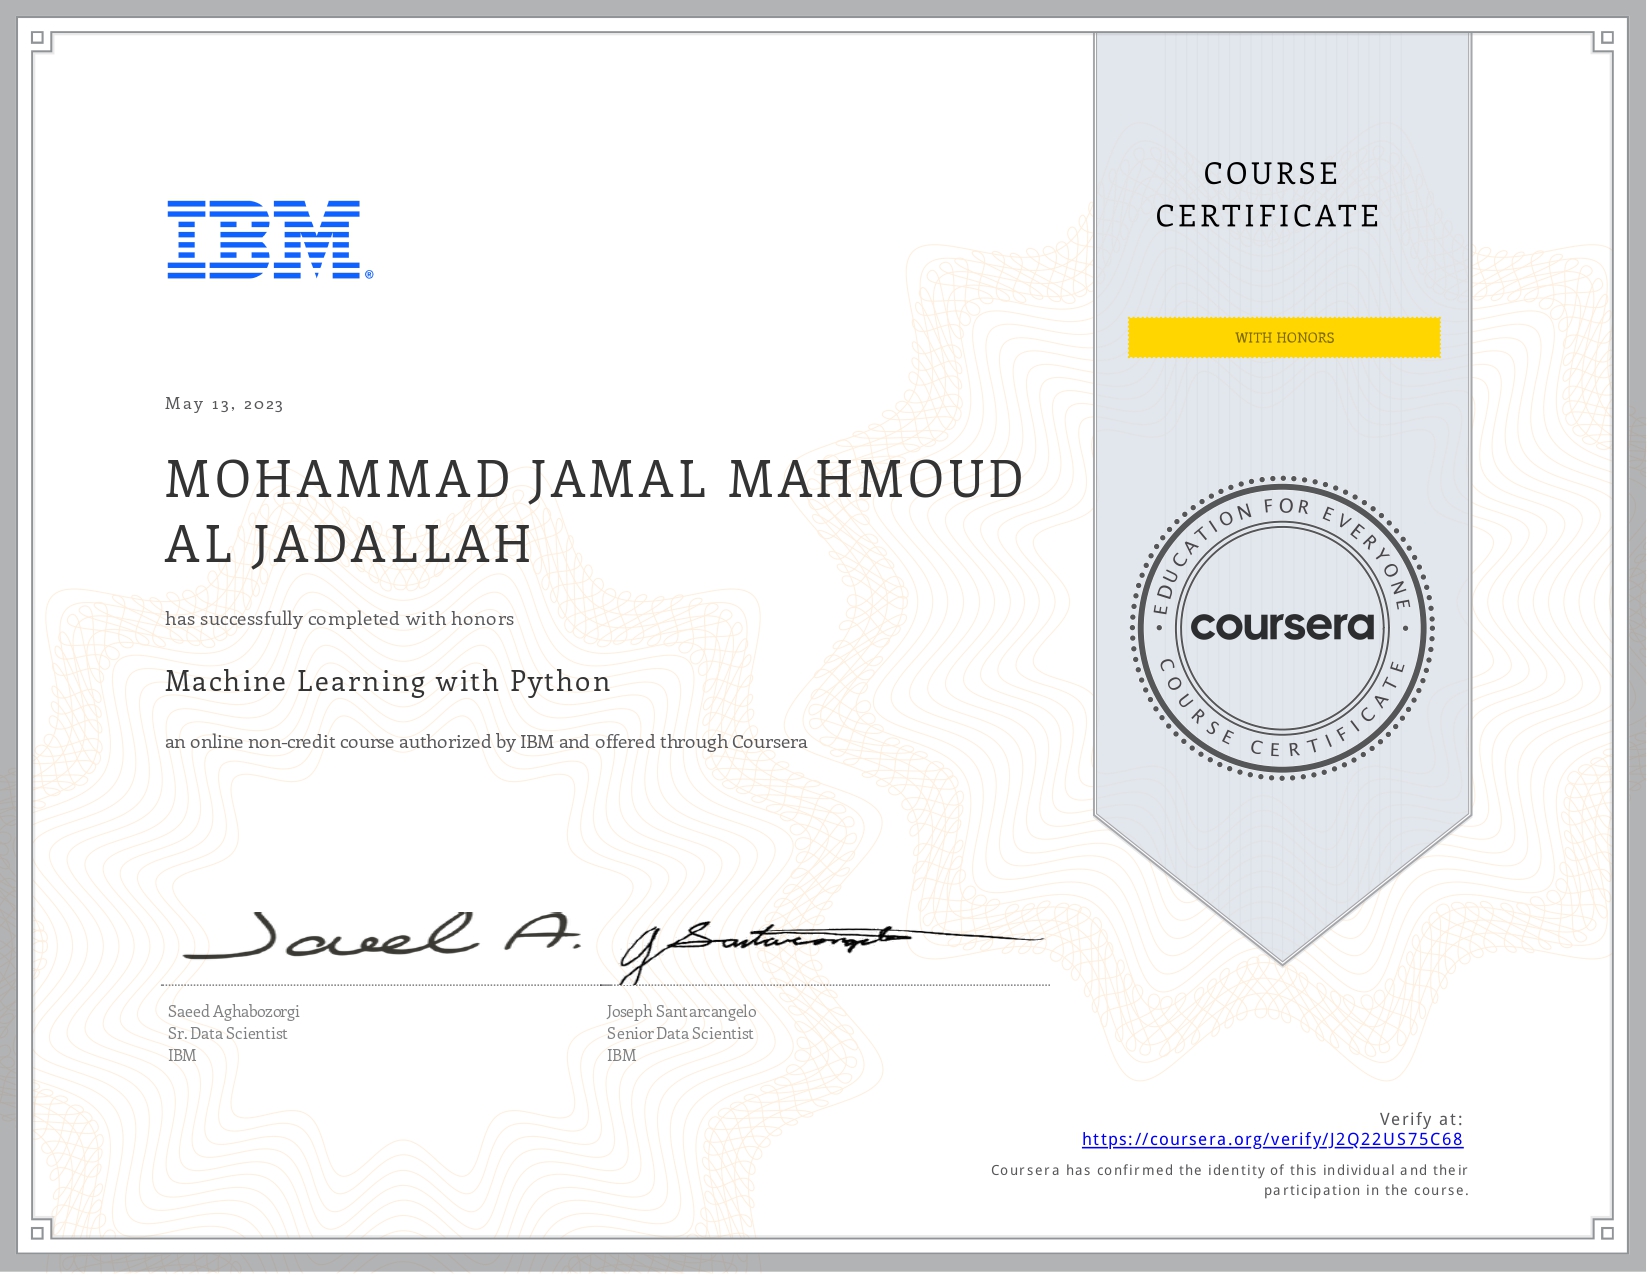 IBM®
May 13, 2023
MOHAMMAD JAMAL MAHMOUD
AL JADALLAH
has successfully completed with honors
Machine Learning with Python
an online non-credit course authorized by IBM and offered through Coursera
Saeed A.
J Santarcangelo
Saeed Aghabozorgi
Sr. Data Scientist
IBM
Joseph Santarcangelo
Senior Data Scientist
IBM
COURSE
CERTIFICATE
WITH HONORS
EDUCATION FOR EVERYONE
coursera
COURSE CERTIFICATE
Verify at:
https://coursera.org/verify/J2Q22US75C68
Coursera has confirmed the identity of this individual and their
participation in the course.